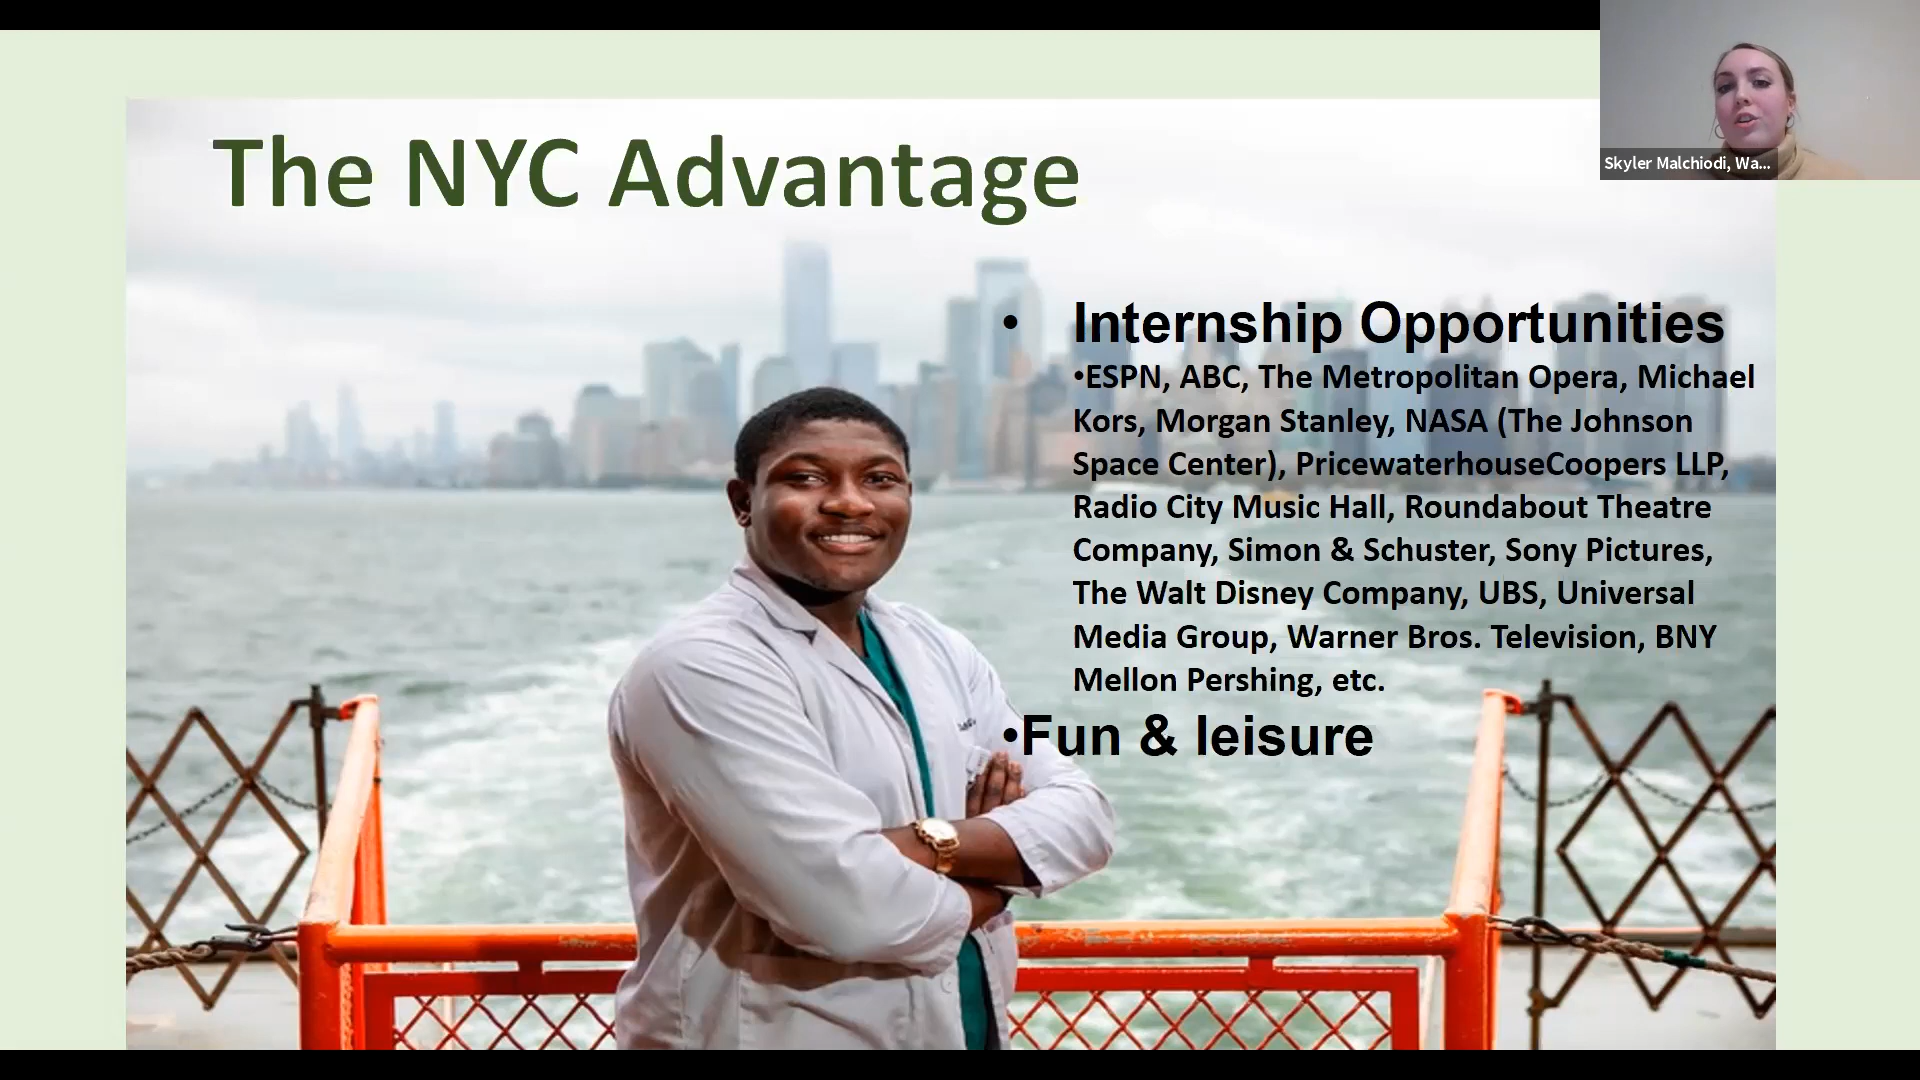 The NYC Advantage
Skyler Malchiodi, Wa...
• Internship Opportunities
•ESPN, ABC, The Metropolitan Opera, Michael
Kors, Morgan Stanley, NASA (The Johnson
Space Center), PricewaterhouseCoopers LLP,
Radio City Music Hall, Roundabout Theatre
Company, Simon & Schuster, Sony Pictures,
The Walt Disney Company, UBS, Universal
Media Group, Warner Bros. Television, BNY
Mellon Pershing, etc.
•Fun & leisure